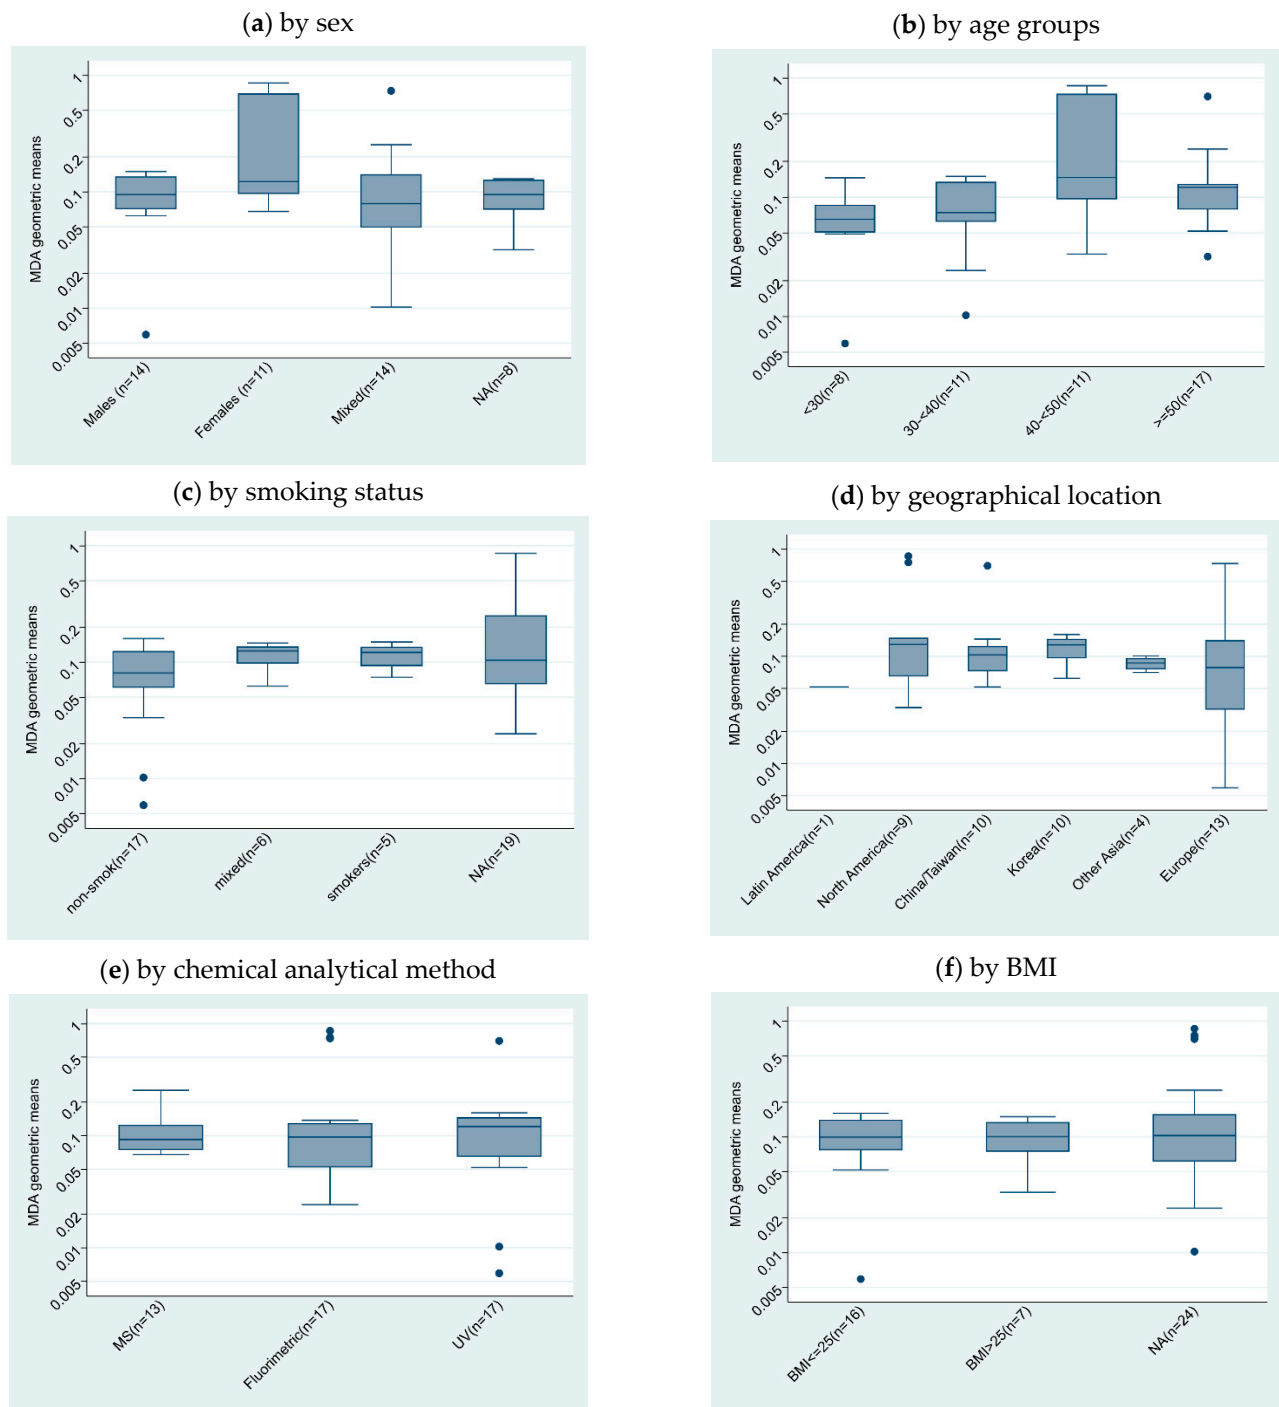 (a) by sex
MDA geometric means
1
0.5
0.2
0.1
0.05
0.02
0.01
0.005
Males (n=14)
Females (n=11)
Mixed(n=14)
NA(n=8)
(b) by age groups
MDA geometric means
1
0.5
0.2
0.1
0.05
0.02
0.01
0.005
<30(n=8)
30-<40(n=11)
40-<50(n=11)
>=50(n=17)
(c) by smoking status
MDA geometric means
1
0.5
0.2
0.1
0.05
0.02
0.01
0.005
non-smok(n=17)
mixed(n=6)
smokers(n=5)
NA(n=19)
(d) by geographical location
MDA geometric means
1
0.5
0.2
0.1
0.05
0.02
0.01
0.005
Latin America(n=1)
North America(n=9)
China/Taiwan(n=10)
Korea(n=10)
Other Asia(n=4)
Europe(n=13)
(e) by chemical analytical method
MDA geometric means
1
0.5
0.2
0.1
0.05
0.02
0.01
0.005
MS(n=13)
Fluorimetric(n=17)
UV(n=17)
(f) by BMI
MDA geometric means
1
0.5
0.2
0.1
0.05
0.02
0.01
0.005
BMI<=25(n=16)
BMI>25(n=7)
NA(n=24)